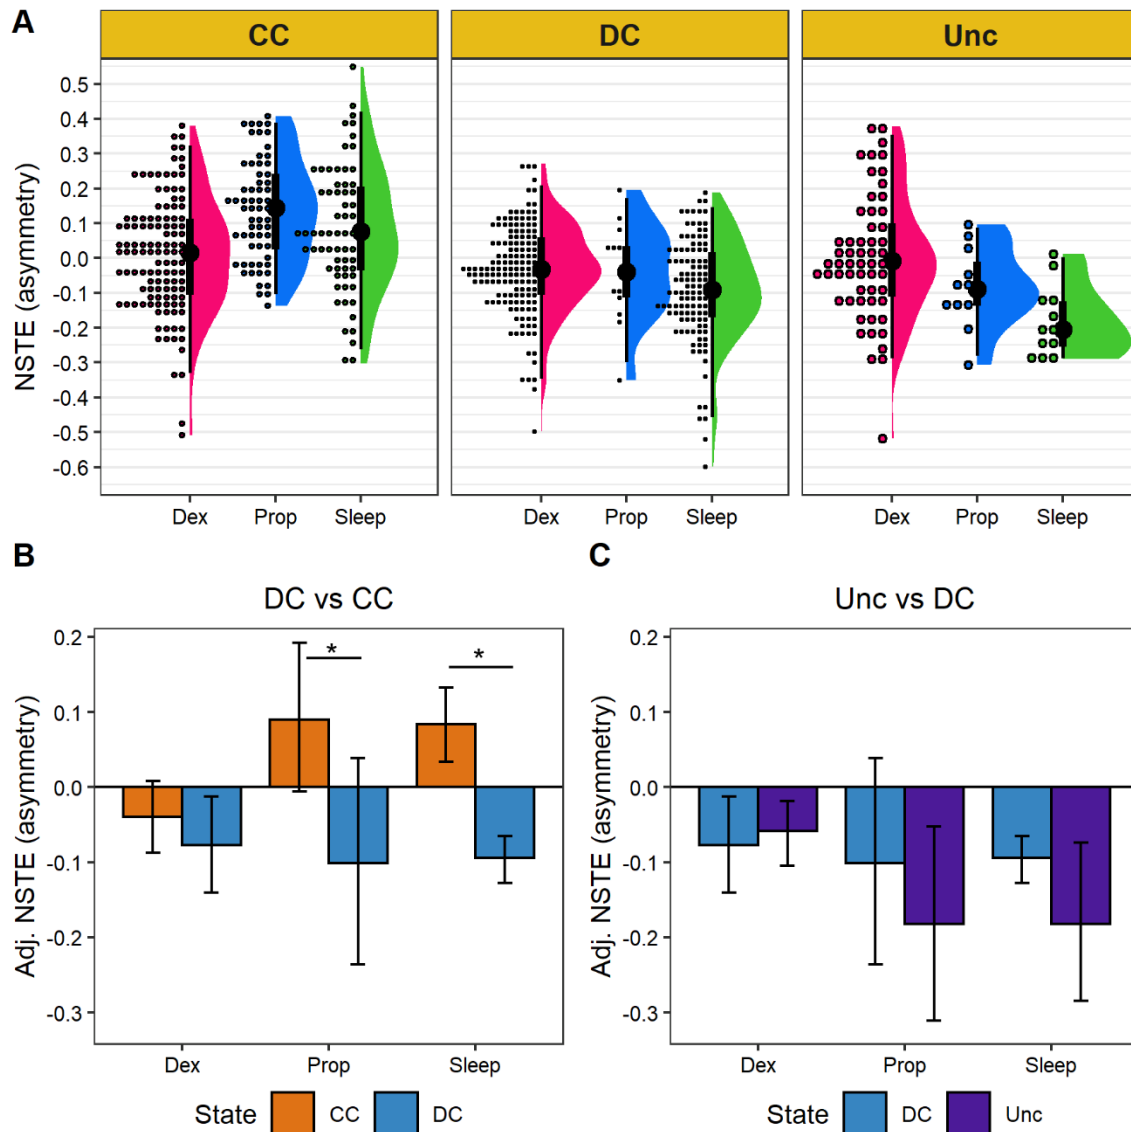 A
CC DC Unc
NSTE (asymmetry)
0.5
0.4
0.3
0.2
0.1
0.0
-0.1
-0.2
-0.3
-0.4
-0.5
-0.6
Dex Prop Sleep Dex Prop Sleep Dex Prop Sleep
B
DC vs CC
Adj. NSTE (asymmetry)
0.2
0.1
0.0
-0.1
-0.2
-0.3
* *
Dex Prop Sleep
State CC DC
C
Unc vs DC
Adj. NSTE (asymmetry)
0.2
0.1
0.0
-0.1
-0.2
-0.3
Dex Prop Sleep
State DC Unc